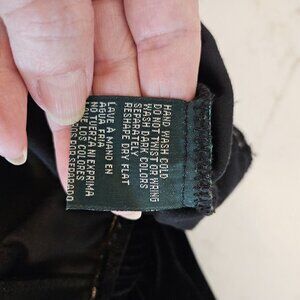 HAND WASH COLD
DO NOT TWIST OR WRING
WASH DARK COLORS
SEPARATELY
RESHAPE DRY FLAT
LAVE A MANO EN
AGUA FRIA
NO TUERZA NI EXPRIMA
LAVE LOS COLORES
POR SEPARADO